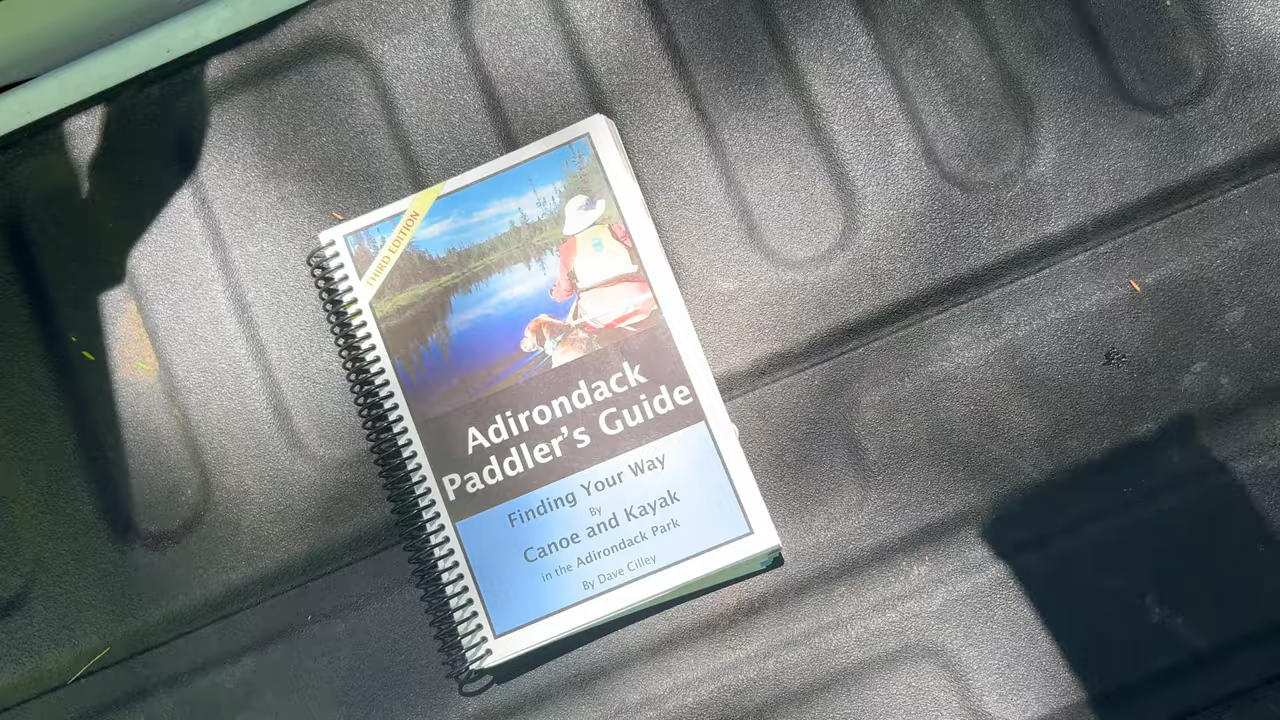 THIRD EDITION
Adirondack
Paddler's Guide
Finding Your Way
By
Canoe and Kayak
in the Adirondack Park
By Dave Cilley